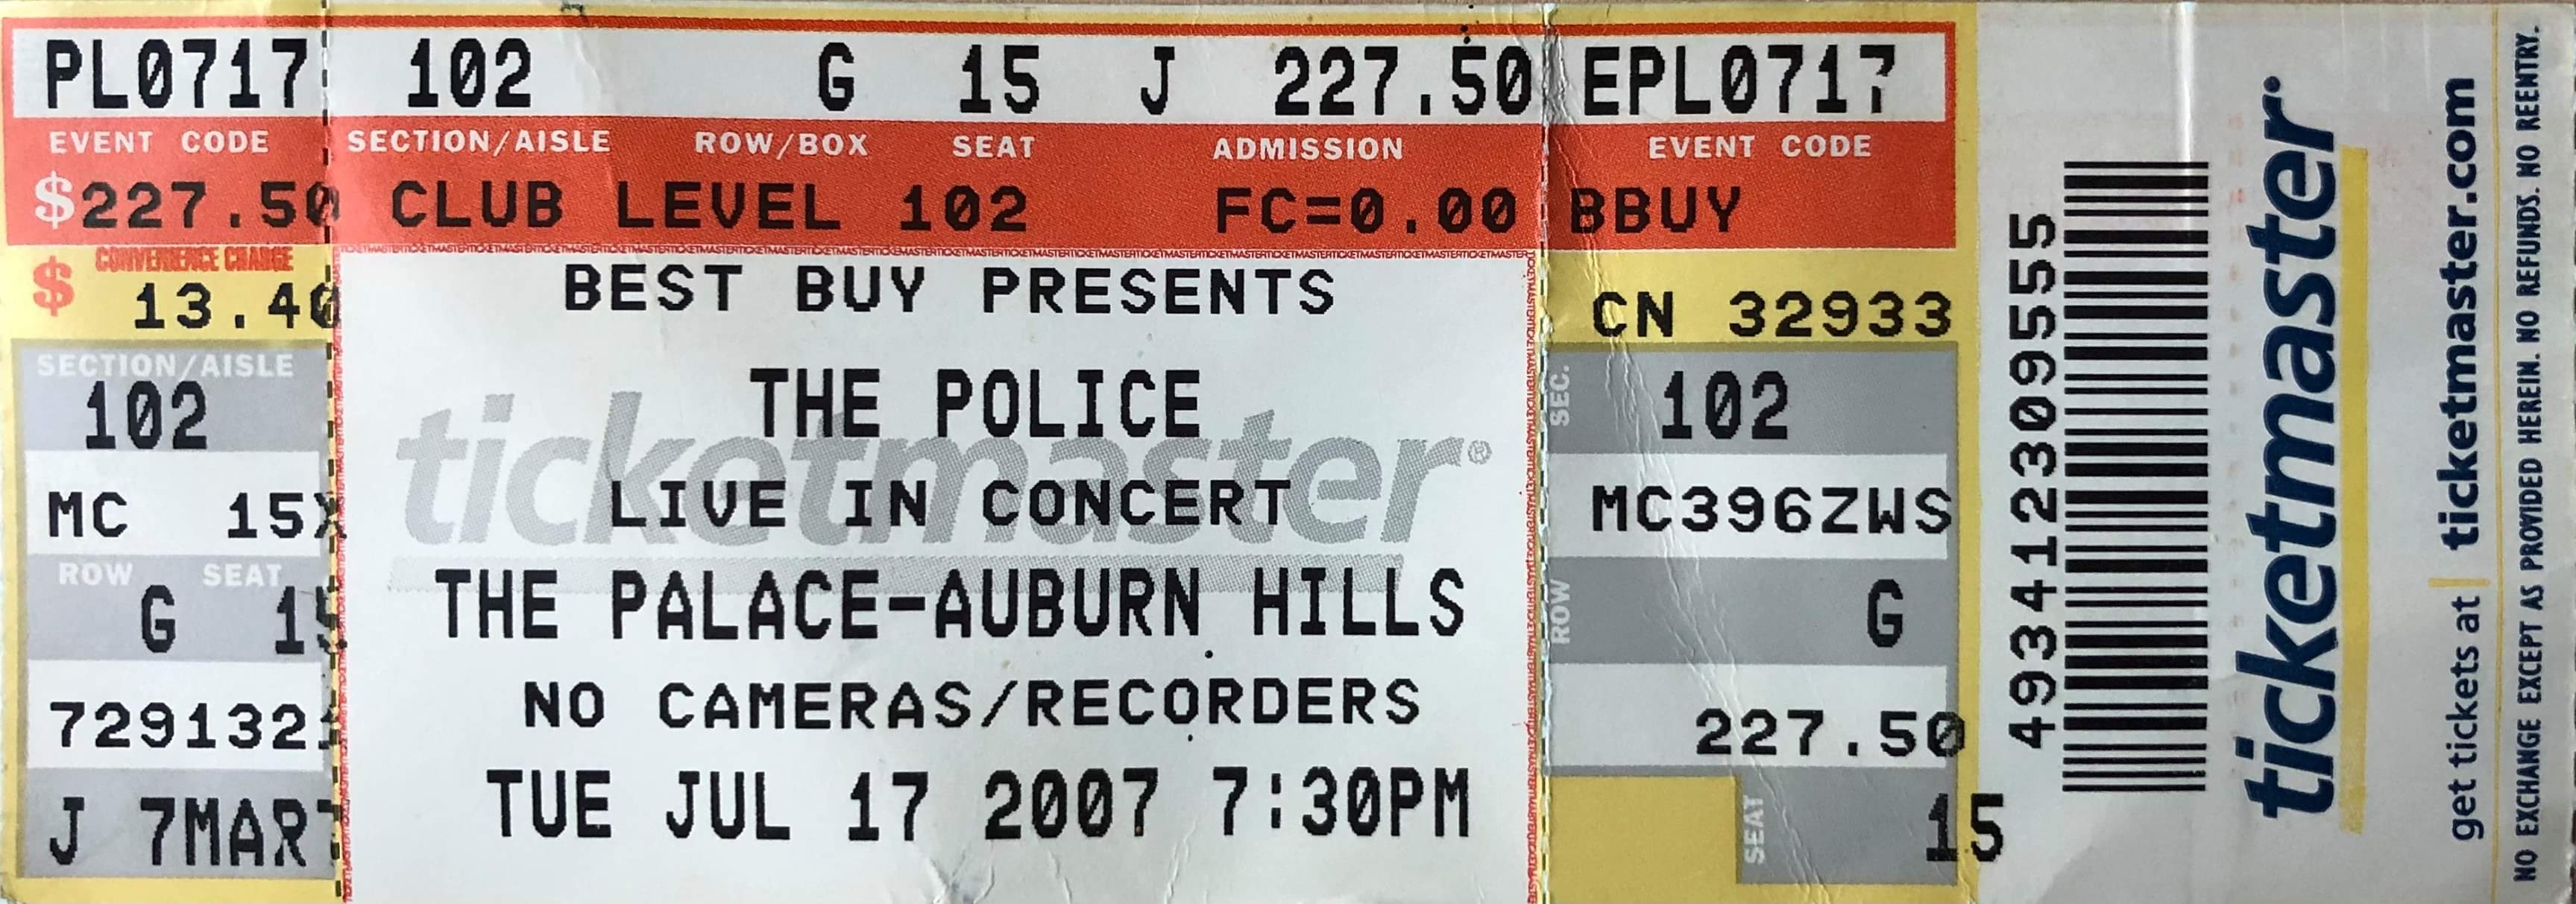 PL0717 102 G 15 J 227.50 EPL0717
EVENT CODE SECTION/AISLE ROW/BOX SEAT ADMISSION EVENT CODE
$227.50 CLUB LEVEL 102 FC=0.00 BBUY
CONVENIENCE CHARGE
$ 13.40
SECTION/AISLE
102
MC 15X
ROW SEAT
G 15
7291321
J 7MAR7
BEST BUY PRESENTS
ticketmaster®
THE POLICE
LIVE IN CONCERT
THE PALACE-AUBURN HILLS
NO CAMERAS/RECORDERS
TUE JUL 17 2007 7:30PM
CN 32933
SEC. 102
MC396ZWS
ROW G
227.50
SEAT 15
493412309555
ticketmaster
get tickets at | ticketmaster.com
NO EXCHANGE EXCEPT AS PROVIDED HEREIN. NO REFUNDS. NO REENTRY.